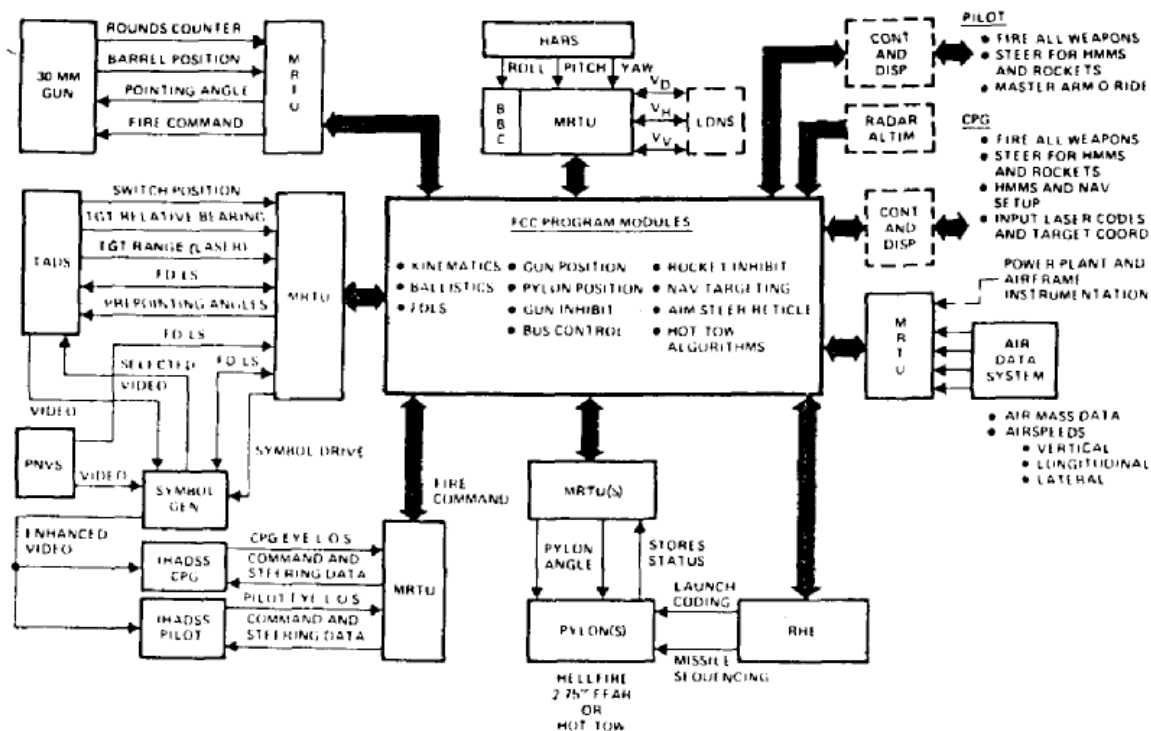 ROUNDS COUNTER
BARREL POSITION
POINTING ANGLE
FIRE COMMAND
30 MM
GUN
MRTU
HARS
ROLL PITCH YAW
BBC
MRTU
VD
VH
VV
LDNS
CONT
AND
DISP
RADAR
ALTIM
PILOT
• FIRE ALL WEAPONS
• STEER FOR HMMS
AND ROCKETS
• MASTER ARM O RIDE
CPG
• FIRE ALL WEAPONS
• STEER FOR HMMS
AND ROCKETS
• HMMS AND NAV
SETUP
• INPUT LASER CODES
AND TARGET COORD
CONT
AND
DISP
SWITCH POSITION
TGT RELATIVE BEARING
TGT RANGE (LASER)
FD/LS
PREPOINTING ANGLES
FD/LS
TADS
MRTU
FCC PROGRAM MODULES
• KINEMATICS
• BALLISTICS
• FDLS
• GUN POSITION
• PYLON POSITION
• GUN INHIBIT
• BUS CONTROL
• ROCKET INHIBIT
• NAV TARGETING
• AIM STEER RETICLE
• HOT TOW
ALGORITHMS
POWER PLANT AND
AIRFRAME
INSTRUMENTATION
MRTU
AIR
DATA
SYSTEM
• AIR MASS DATA
• AIRSPEEDS
• VERTICAL
• LONGITUDINAL
• LATERAL
SELECTED
VIDEO
FD/LS
VIDEO
PNVS
VIDEO
SYMBOL
GEN
SYMBOL DRIVE
ENHANCED
VIDEO
FIRE
COMMAND
IHADSS
CPG
CPG EYE L O S
COMMAND AND
STEERING DATA
IHADSS
PILOT
PILOT EYE L O S
COMMAND AND
STEERING DATA
MRTU
MRTU(S)
PYLON
ANGLE
STORES
STATUS
PYLON(S)
LAUNCH
CODING
MISSILE
SEQUENCING
RHE
HELLFIRE
2.75" FFAR
OR
HOT TOW